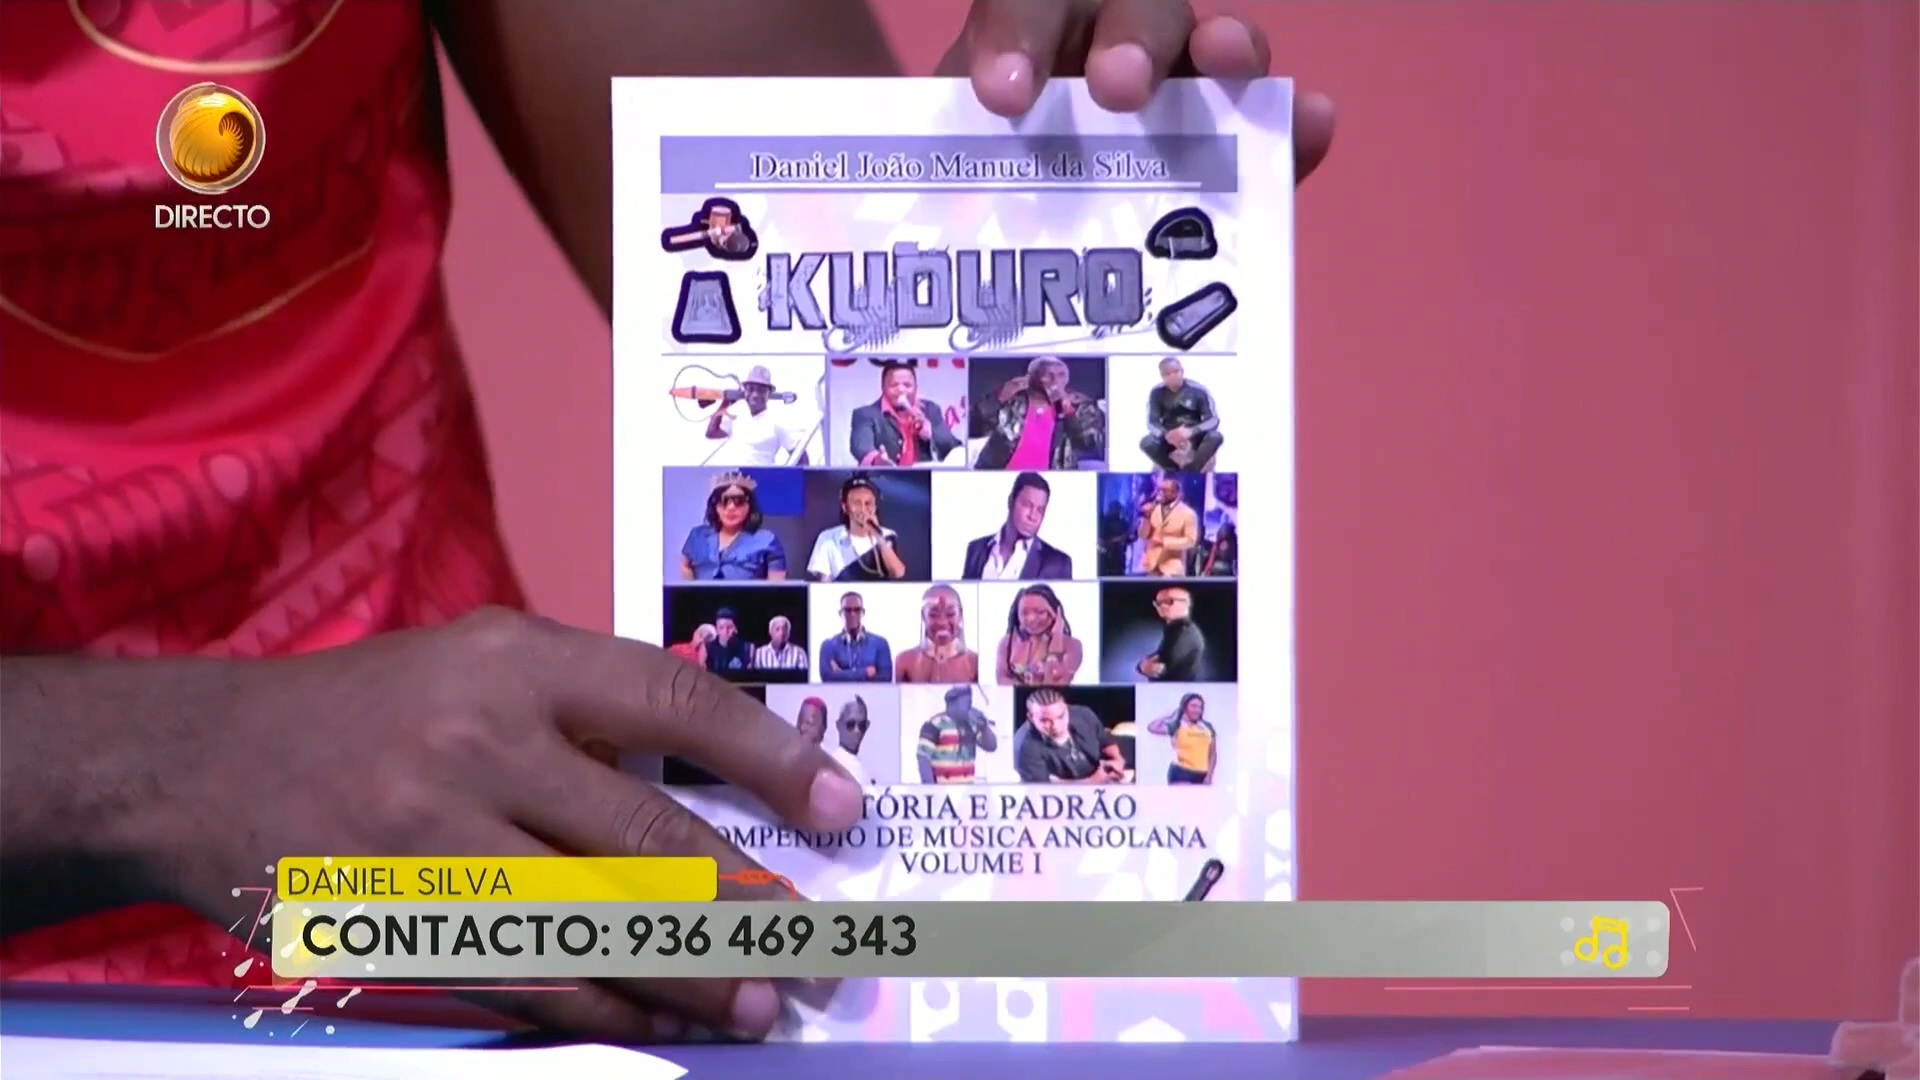 DIRECTO
Daniel João Manuel da Silva
KUDURO
TÓRIA E PADRÃO
OMPÊNDIO DE MÚSICA ANGOLANA
VOLUME I
DANIEL SILVA
CONTACTO: 936 469 343